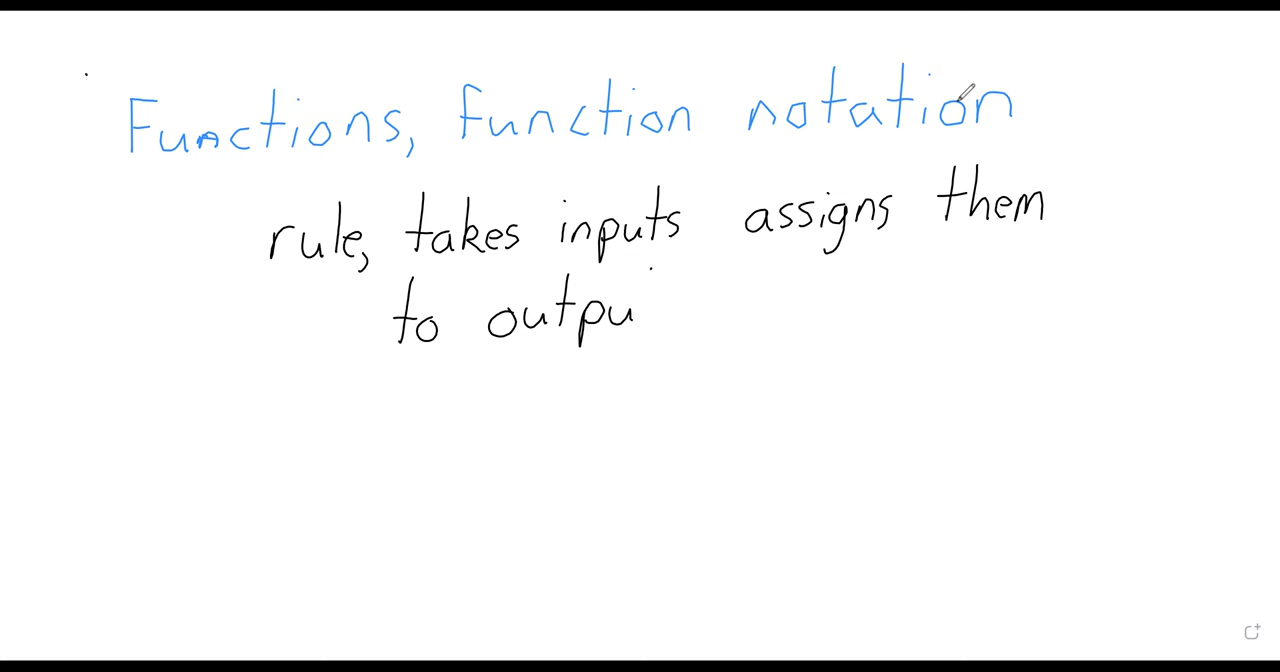 Functions, function notation
rule, takes inputs assigns them
to outpu